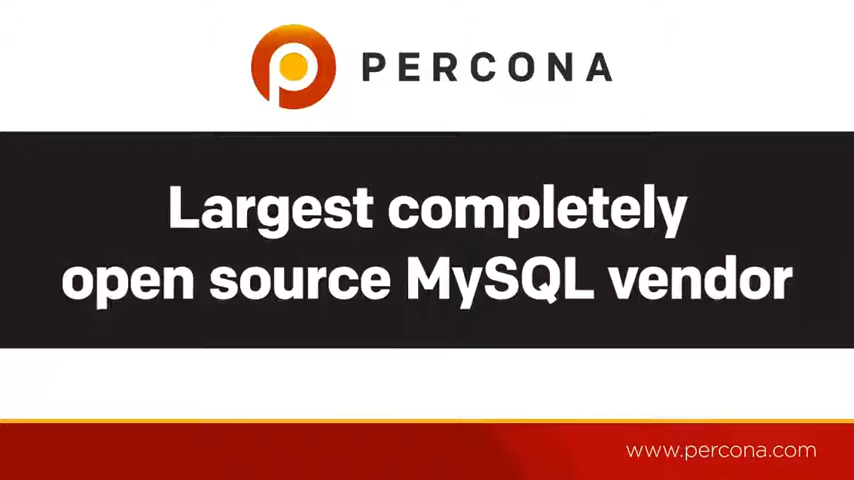 PERCONA
Largest completely
open source MySQL vendor
www.percona.com